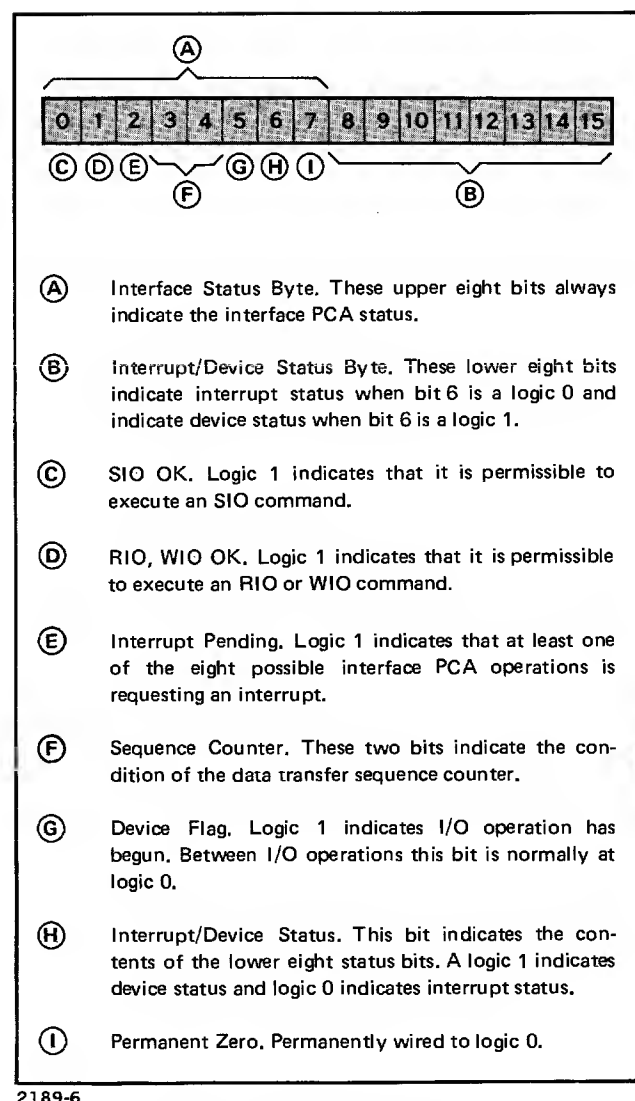 A
0 1 2 3 4 5 6 7 8 9 10 11 12 13 14 15
C D E F G H I B
A Interface Status Byte. These upper eight bits always
indicate the interface PCA status.
B Interrupt/Device Status Byte. These lower eight bits
indicate interrupt status when bit 6 is a logic 0 and
indicate device status when bit 6 is a logic 1.
C SIO OK. Logic 1 indicates that it is permissible to
execute an SIO command.
D RIO, WIO OK. Logic 1 indicates that it is permissible
to execute an RIO or WIO command.
E Interrupt Pending. Logic 1 indicates that at least one
of the eight possible interface PCA operations is
requesting an interrupt.
F Sequence Counter. These two bits indicate the con-
dition of the data transfer sequence counter.
G Device Flag. Logic 1 indicates I/O operation has
begun. Between I/O operations this bit is normally at
logic 0.
H Interrupt/Device Status. This bit indicates the con-
tents of the lower eight status bits. A logic 1 indicates
device status and logic 0 indicates interrupt status.
I Permanent Zero. Permanently wired to logic 0.
2189-6